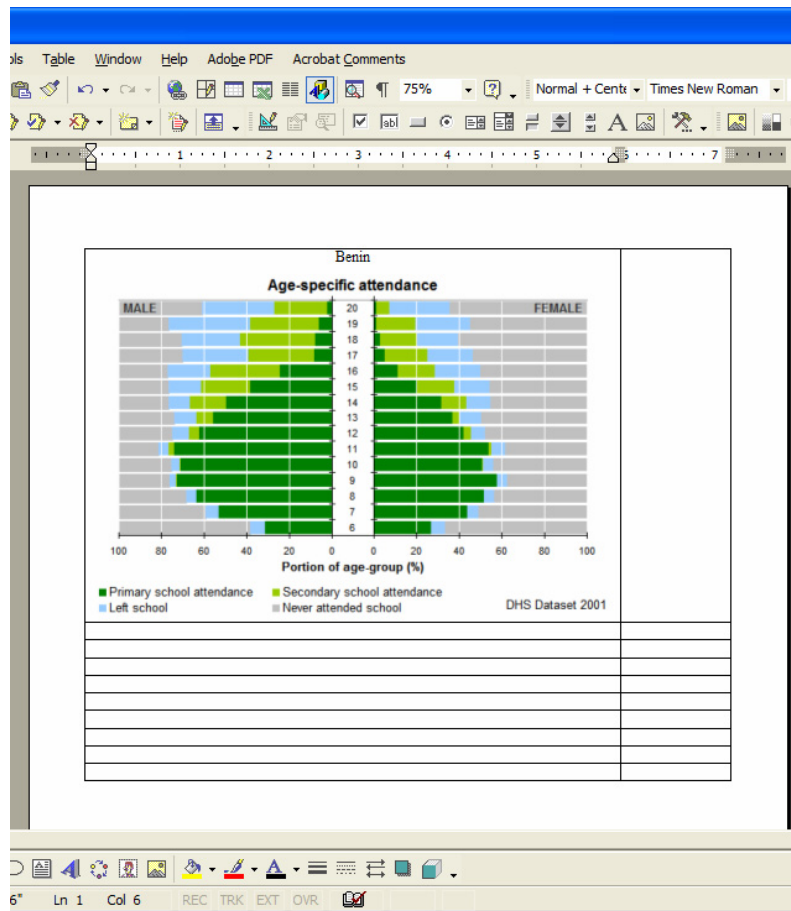 ols Table Window Help Adobe PDF Acrobat Comments
75% Normal + Cente Times New Roman
1 2 3 4 5 6 7
Benin
Age-specific attendance
MALE 20 FEMALE
19
18
17
16
15
14
13
12
11
10
9
8
7
6
100 80 60 40 20 0 0 20 40 60 80 100
Portion of age-group (%)
Primary school attendance Secondary school attendance
Left school Never attended school DHS Dataset 2001
6" Ln 1 Col 6 REC TRK EXT OVR